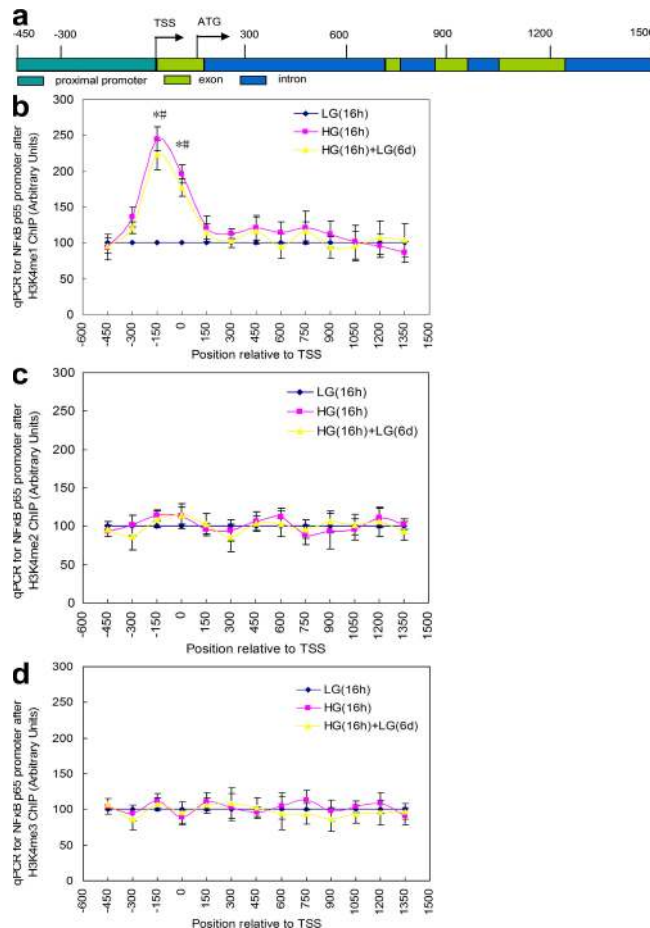 a
TSS
ATG
-450 -300 300 600 900 1200 1500
proximal promoter exon intron
b
300
250
200
150
100
50
0
qPCR for NFκB p65 promoter after
H3K4me1 ChIP (Arbitrary Units)
LG(16h)
HG(16h)
HG(16h)+LG(6d)
*#
*#
-600 -450 -300 -150 0 150 300 450 600 750 900 1050 1200 1350 1500
Position relative to TSS
c
300
250
200
150
100
50
0
qPCR for NFκB p65 promoter after
H3K4me2 ChIP (Arbitrary Units)
LG(16h)
HG(16h)
HG(16h)+LG(6d)
-600 -450 -300 -150 0 150 300 450 600 750 900 1050 1200 1350 1500
Position relative to TSS
d
300
250
200
150
100
50
0
qPCR for NFκB p65 promoter after
H3K4me3 ChIP (Arbitrary Units)
LG(16h)
HG(16h)
HG(16h)+LG(6d)
-600 -450 -300 -150 0 150 300 450 600 750 900 1050 1200 1350 1500
Position relative to TSS